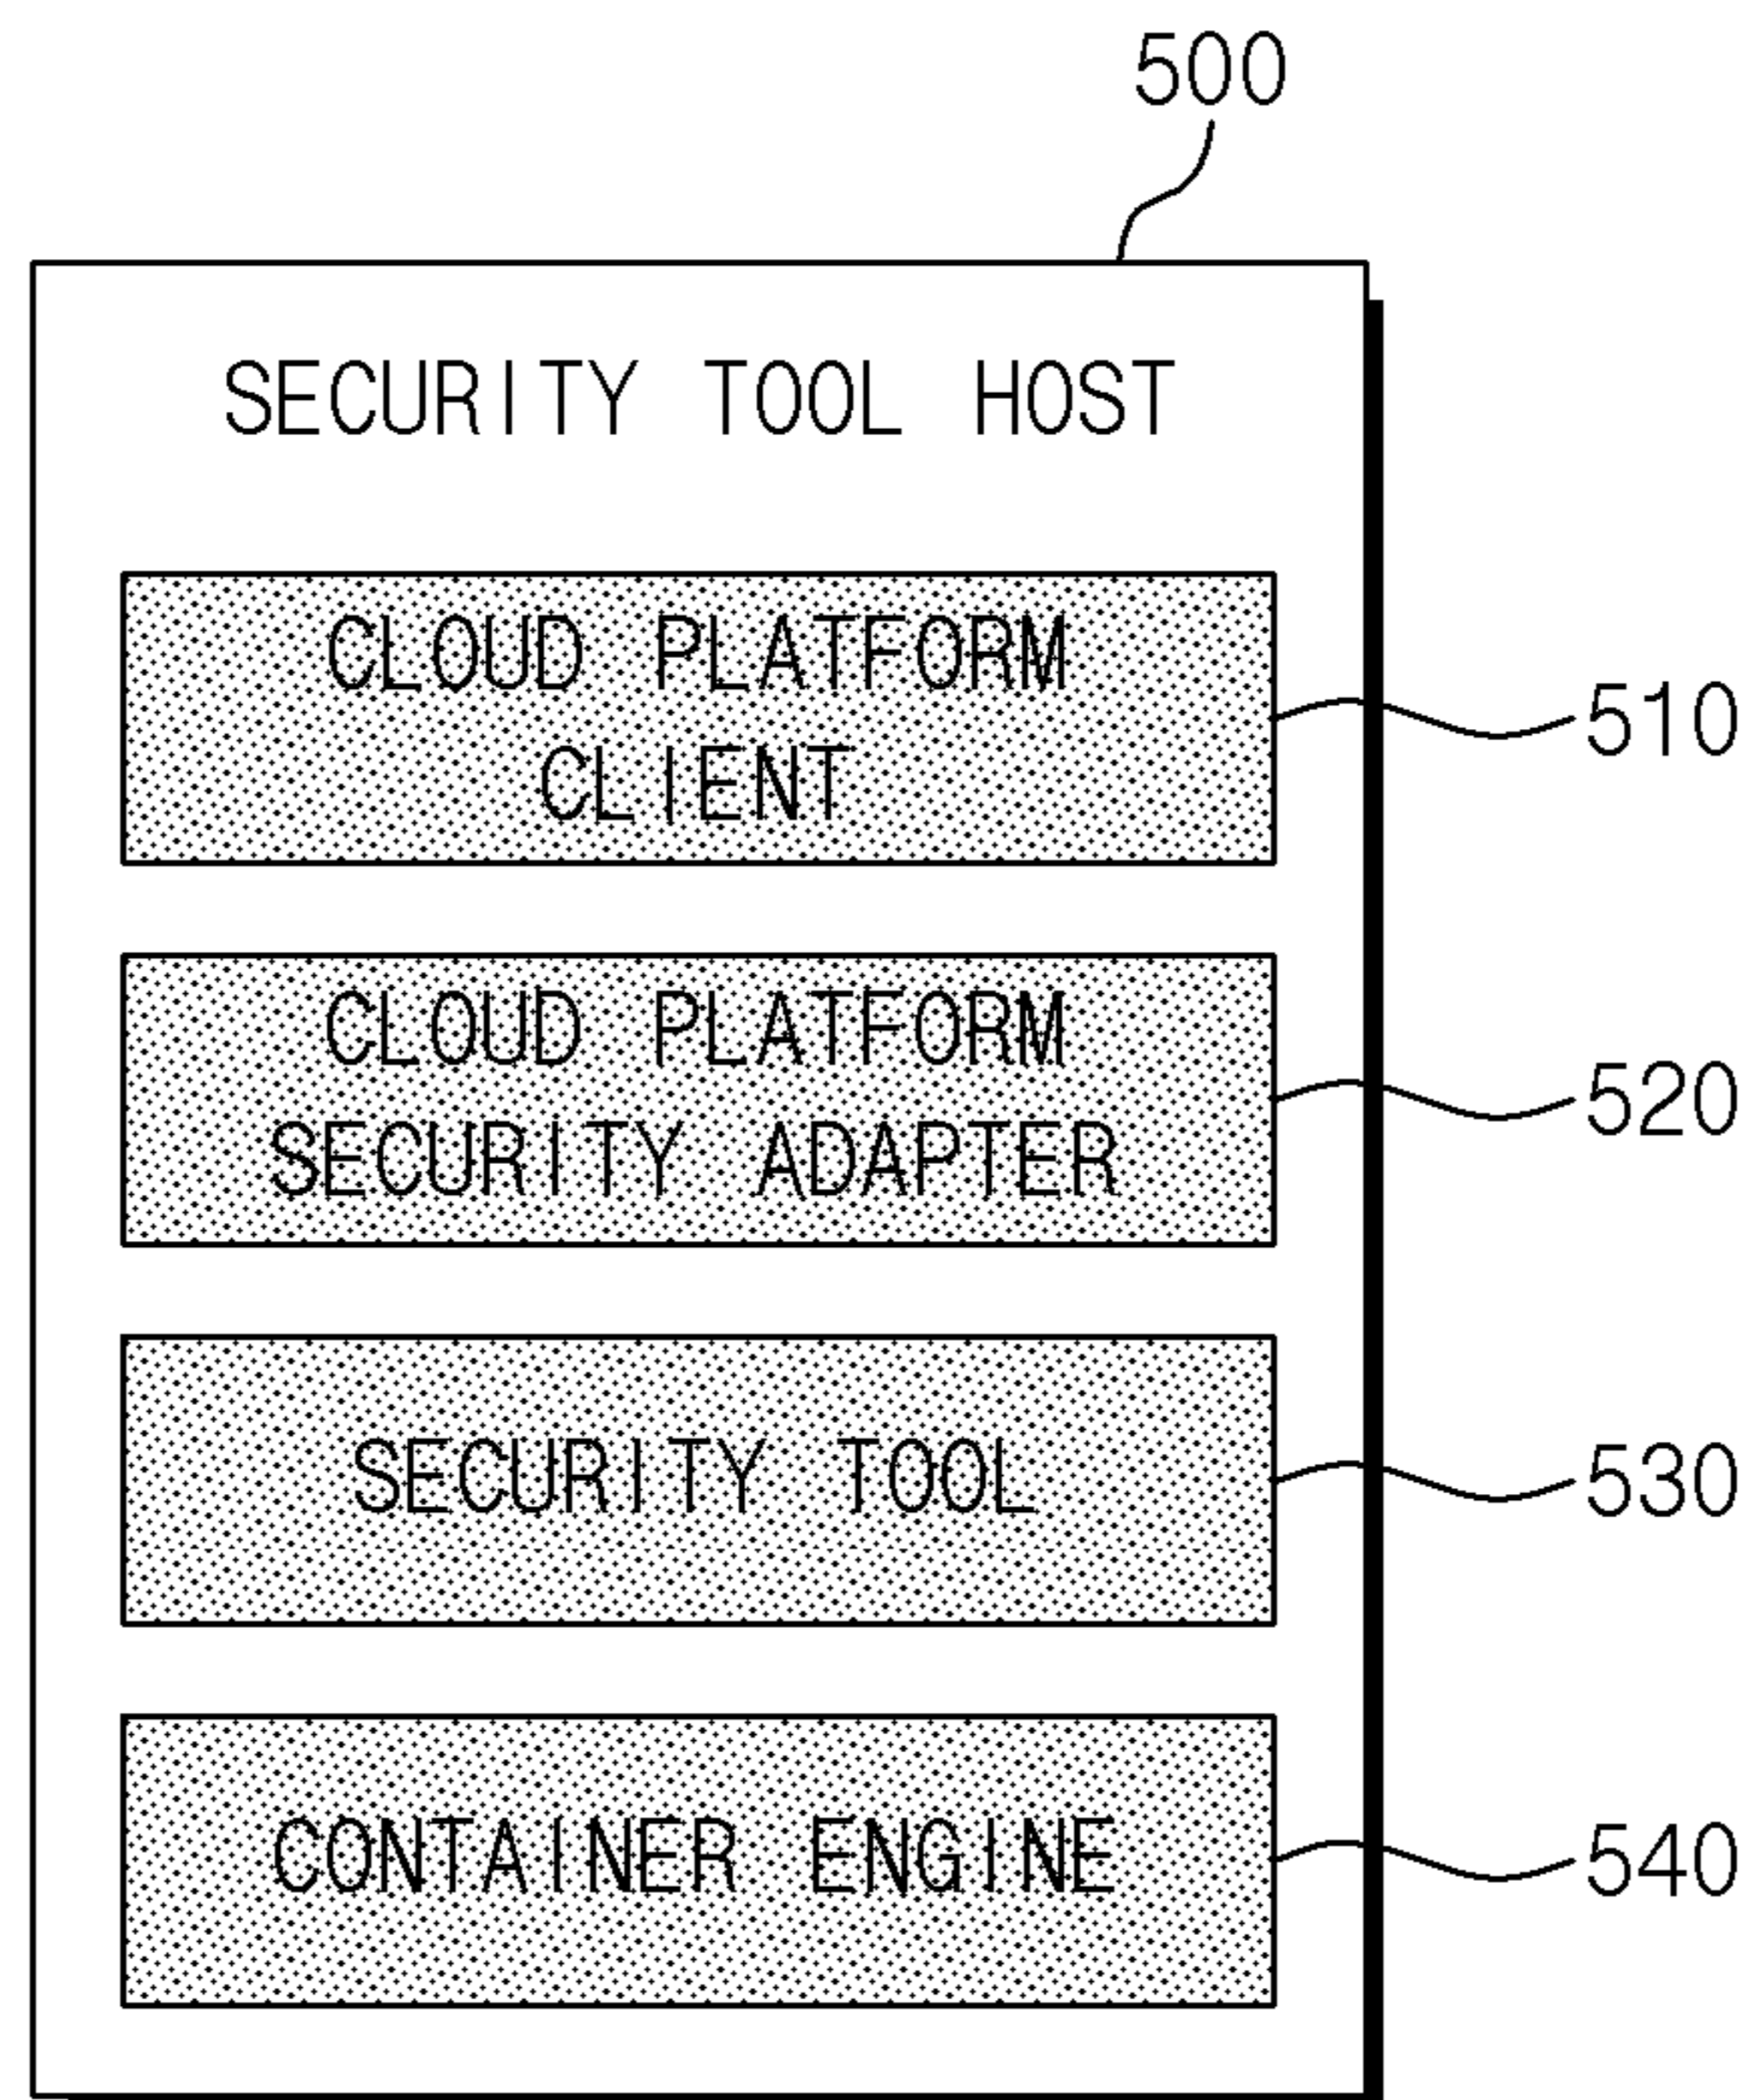 500
SECURITY TOOL HOST
CLOUD PLATFORM
CLIENT
510
CLOUD PLATFORM
SECURITY ADAPTER
520
SECURITY TOOL
530
CONTAINER ENGINE
540